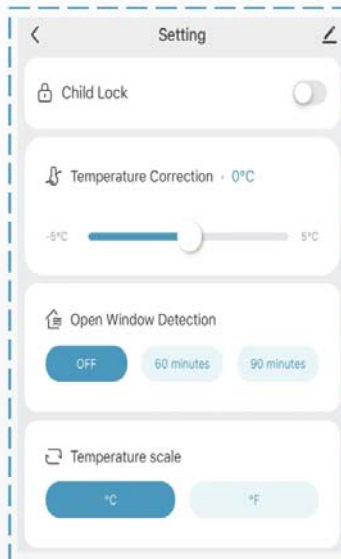 Setting
Child Lock
Temperature Correction · 0°C
-5°C 5°C
Open Window Detection
OFF 60 minutes 90 minutes
Temperature scale
°C °F